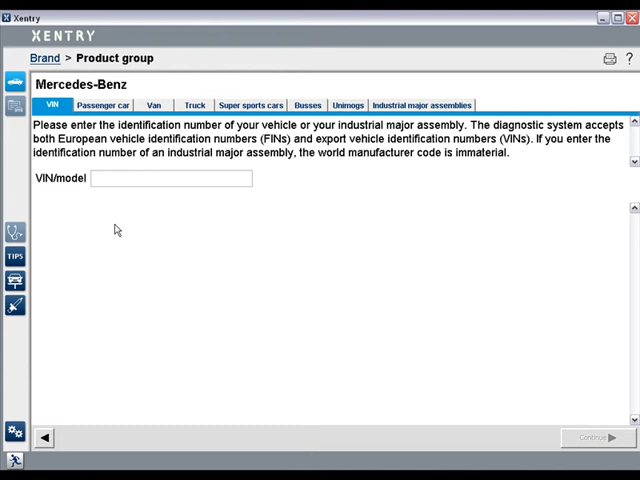 Xentry
XENTRY
Brand > Product group
?
Mercedes-Benz
VIN Passenger car Van Truck Super sports cars Busses Unimogs Industrial major assemblies
Please enter the identification number of your vehicle or your industrial major assembly. The diagnostic system accepts
both European vehicle identification numbers (FINs) and export vehicle identification numbers (VINs). If you enter the
identification number of an industrial major assembly, the world manufacturer code is immaterial.
VIN/model
TIPS
Continue